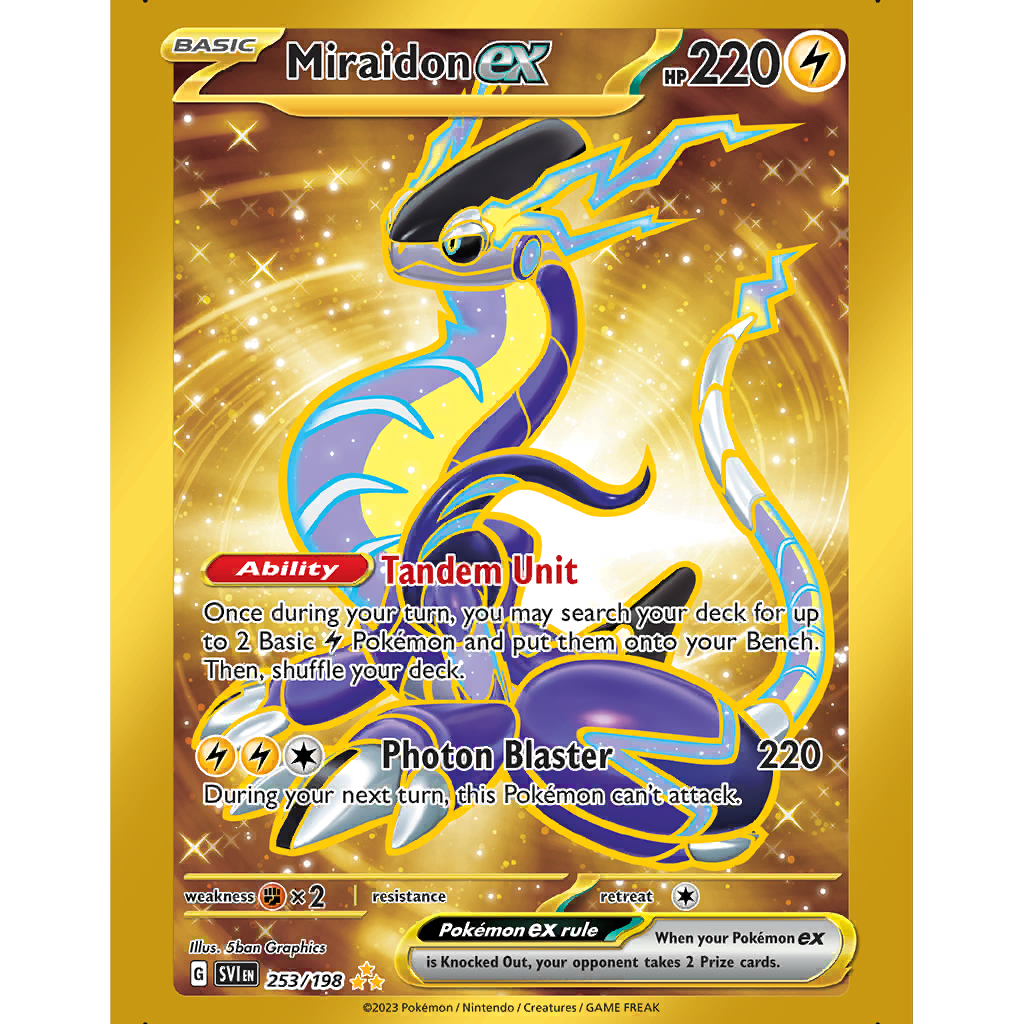 BASIC
Miraidon ex
HP 220
Ability Tandem Unit
Once during your turn, you may search your deck for up
to 2 Basic Pokémon and put them onto your Bench.
Then, shuffle your deck.
Photon Blaster 220
During your next turn, this Pokémon can't attack.
weakness ×2 resistance retreat
Pokémon ex rule
When your Pokémon ex
is Knocked Out, your opponent takes 2 Prize cards.
Illus. 5ban Graphics
G SVI EN 253/198
©2023 Pokémon / Nintendo / Creatures / GAME FREAK